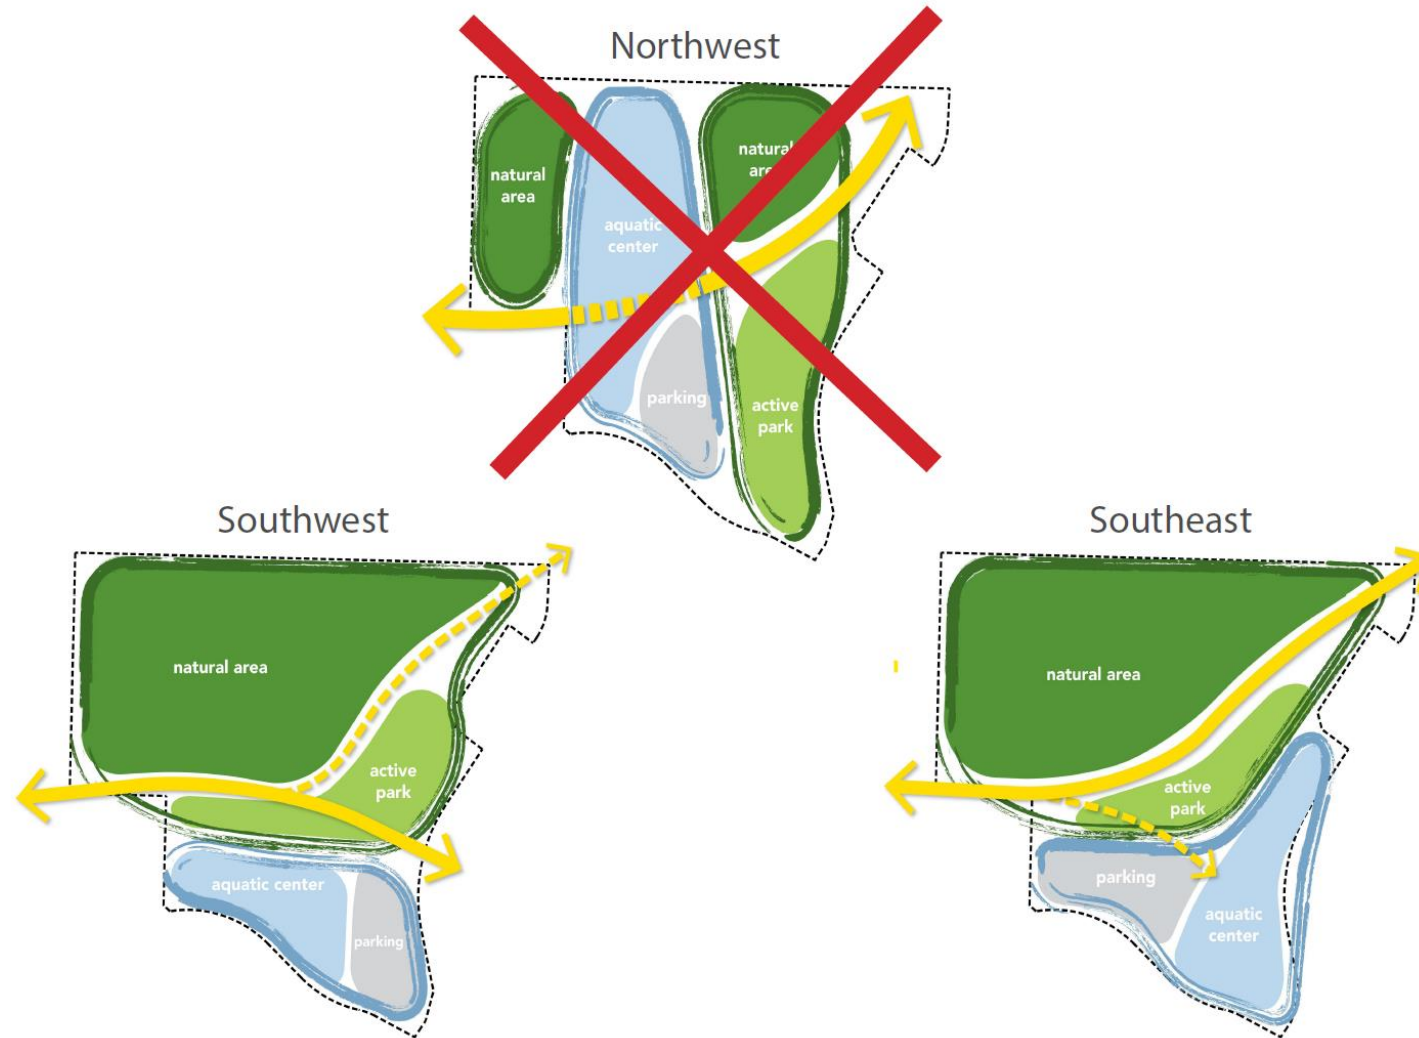 Northwest
natural
area
natural
area
aquatic
center
parking
active
park
Southwest
natural area
active
park
aquatic center
parking
Southeast
natural area
active
park
parking
aquatic
center